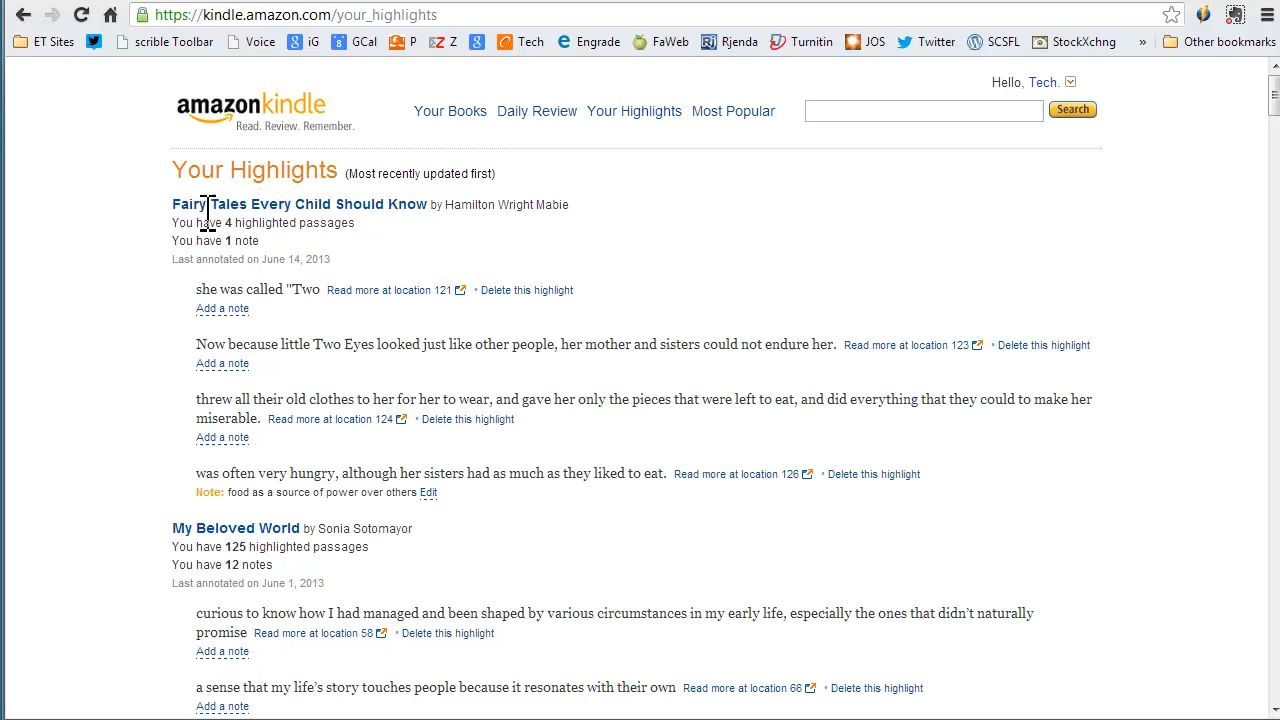 https://kindle.amazon.com/your_highlights
ET Sites scrible Toolbar Voice iG GCal P Z Tech Engrade FaWeb Rjenda Turnitin JOS Twitter SCSFL StockXchng » Other bookmarks
Hello, Tech.
amazonkindle
Read. Review. Remember.
Your Books Daily Review Your Highlights Most Popular Search
Your Highlights (Most recently updated first)
Fairy Tales Every Child Should Know by Hamilton Wright Mabie
You have 4 highlighted passages
You have 1 note
Last annotated on June 14, 2013
she was called "Two Read more at location 121 • Delete this highlight
Add a note
Now because little Two Eyes looked just like other people, her mother and sisters could not endure her. Read more at location 123 • Delete this highlight
Add a note
threw all their old clothes to her for her to wear, and gave her only the pieces that were left to eat, and did everything that they could to make her
miserable. Read more at location 124 • Delete this highlight
Add a note
was often very hungry, although her sisters had as much as they liked to eat. Read more at location 126 • Delete this highlight
Note: food as a source of power over others Edit
My Beloved World by Sonia Sotomayor
You have 125 highlighted passages
You have 12 notes
Last annotated on June 1, 2013
curious to know how I had managed and been shaped by various circumstances in my early life, especially the ones that didn't naturally
promise Read more at location 58 • Delete this highlight
Add a note
a sense that my life's story touches people because it resonates with their own Read more at location 66 • Delete this highlight
Add a note